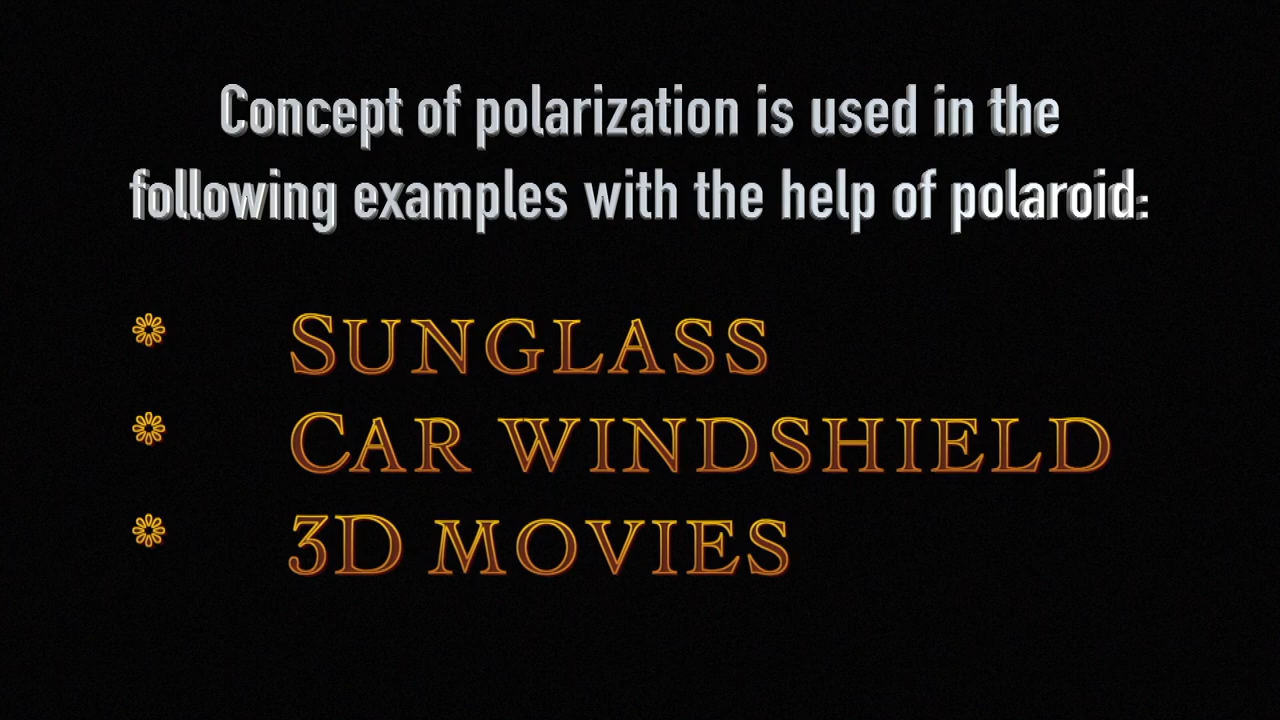 Concept of polarization is used in the
following examples with the help of polaroid:
* Sunglass
* Car windshield
* 3D movies